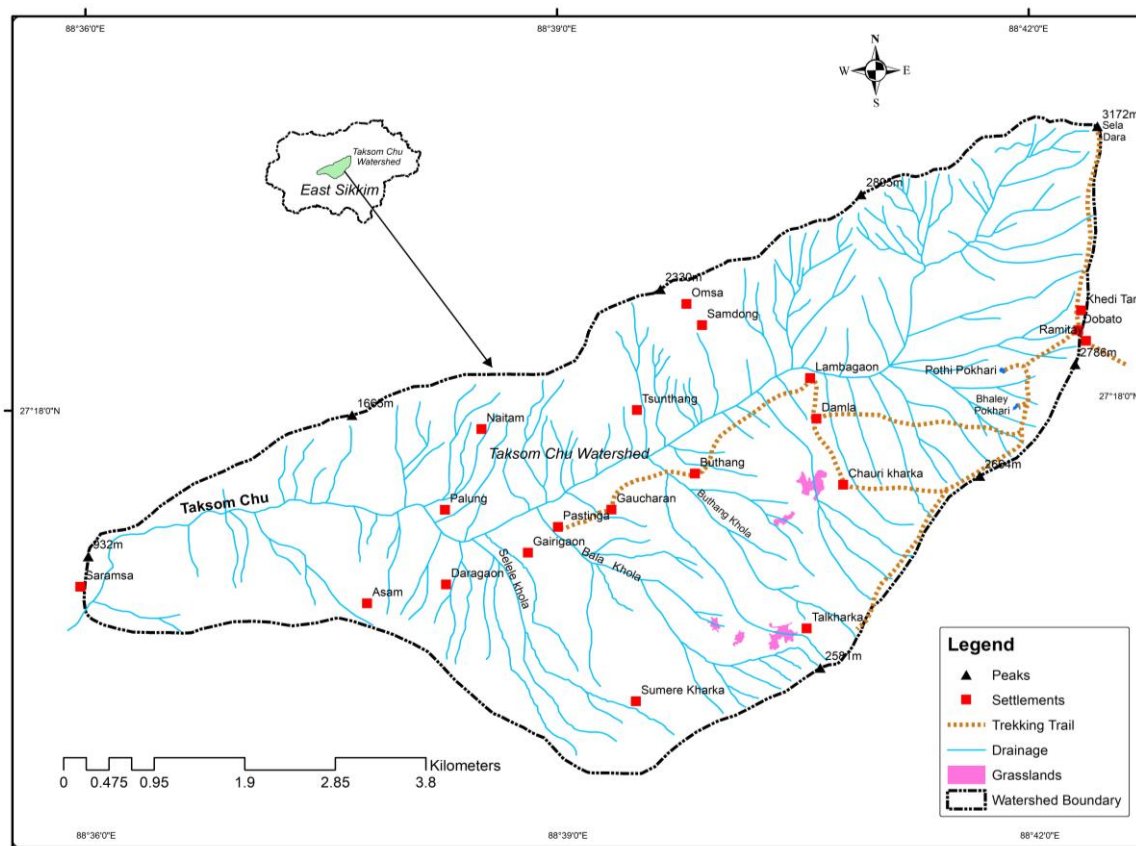 88°36'0"E
88°39'0"E
88°42'0"E
N
W
E
S
3172m
Sela
Dara
Taksom Chu
Watershed
East Sikkim
2895m
2330m
Omsa
Samdong
Khedi Tar
Dobato
Ramita
2786m
Pothi Pokhari
Lambagaon
27°18'0"N
27°18'0"N
Bhaley
Pokhari
1665m
Tsunthang
Damla
Naitam
Taksom Chu Watershed
Buthang
2604m
Chauri kharka
Taksom Chu
Palung
Gaucharan
Buthang Khola
Pastinga
932m
Gairigaon
Bala Khola
Selele khola
Saramsa
Daragaon
Asam
Talkharka
2581m
Sumere Kharka
Legend
Peaks
Settlements
Trekking Trail
Drainage
Grasslands
Watershed Boundary
Kilometers
0
0.475
0.95
1.9
2.85
3.8
88°36'0"E
88°39'0"E
88°42'0"E